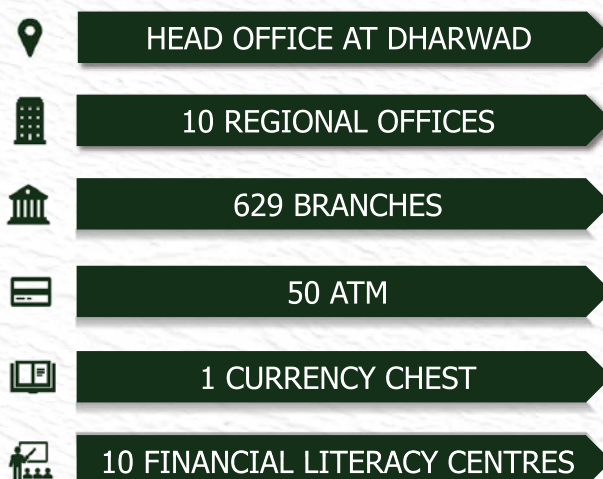 HEAD OFFICE AT DHARWAD
10 REGIONAL OFFICES
629 BRANCHES
50 ATM
1 CURRENCY CHEST
10 FINANCIAL LITERACY CENTRES